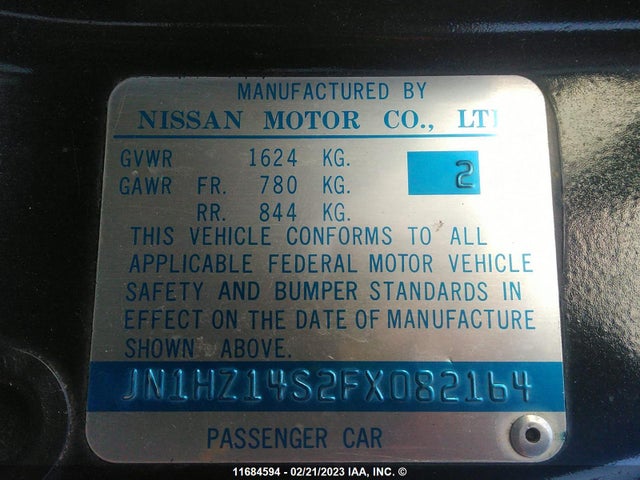 MANUFACTURED BY
NISSAN MOTOR CO., LT
GVWR 1624 KG. 2
GAWR FR. 780 KG.
RR. 844 KG.
THIS VEHICLE CONFORMS TO ALL
APPLICABLE FEDERAL MOTOR VEHICLE
SAFETY AND BUMPER STANDARDS IN
EFFECT ON THE DATE OF MANUFACTURE
SHOWN ABOVE.
JN1HZ14S2FX082164
PASSENGER CAR
11684594 - 02/21/2023 IAA, INC. ©